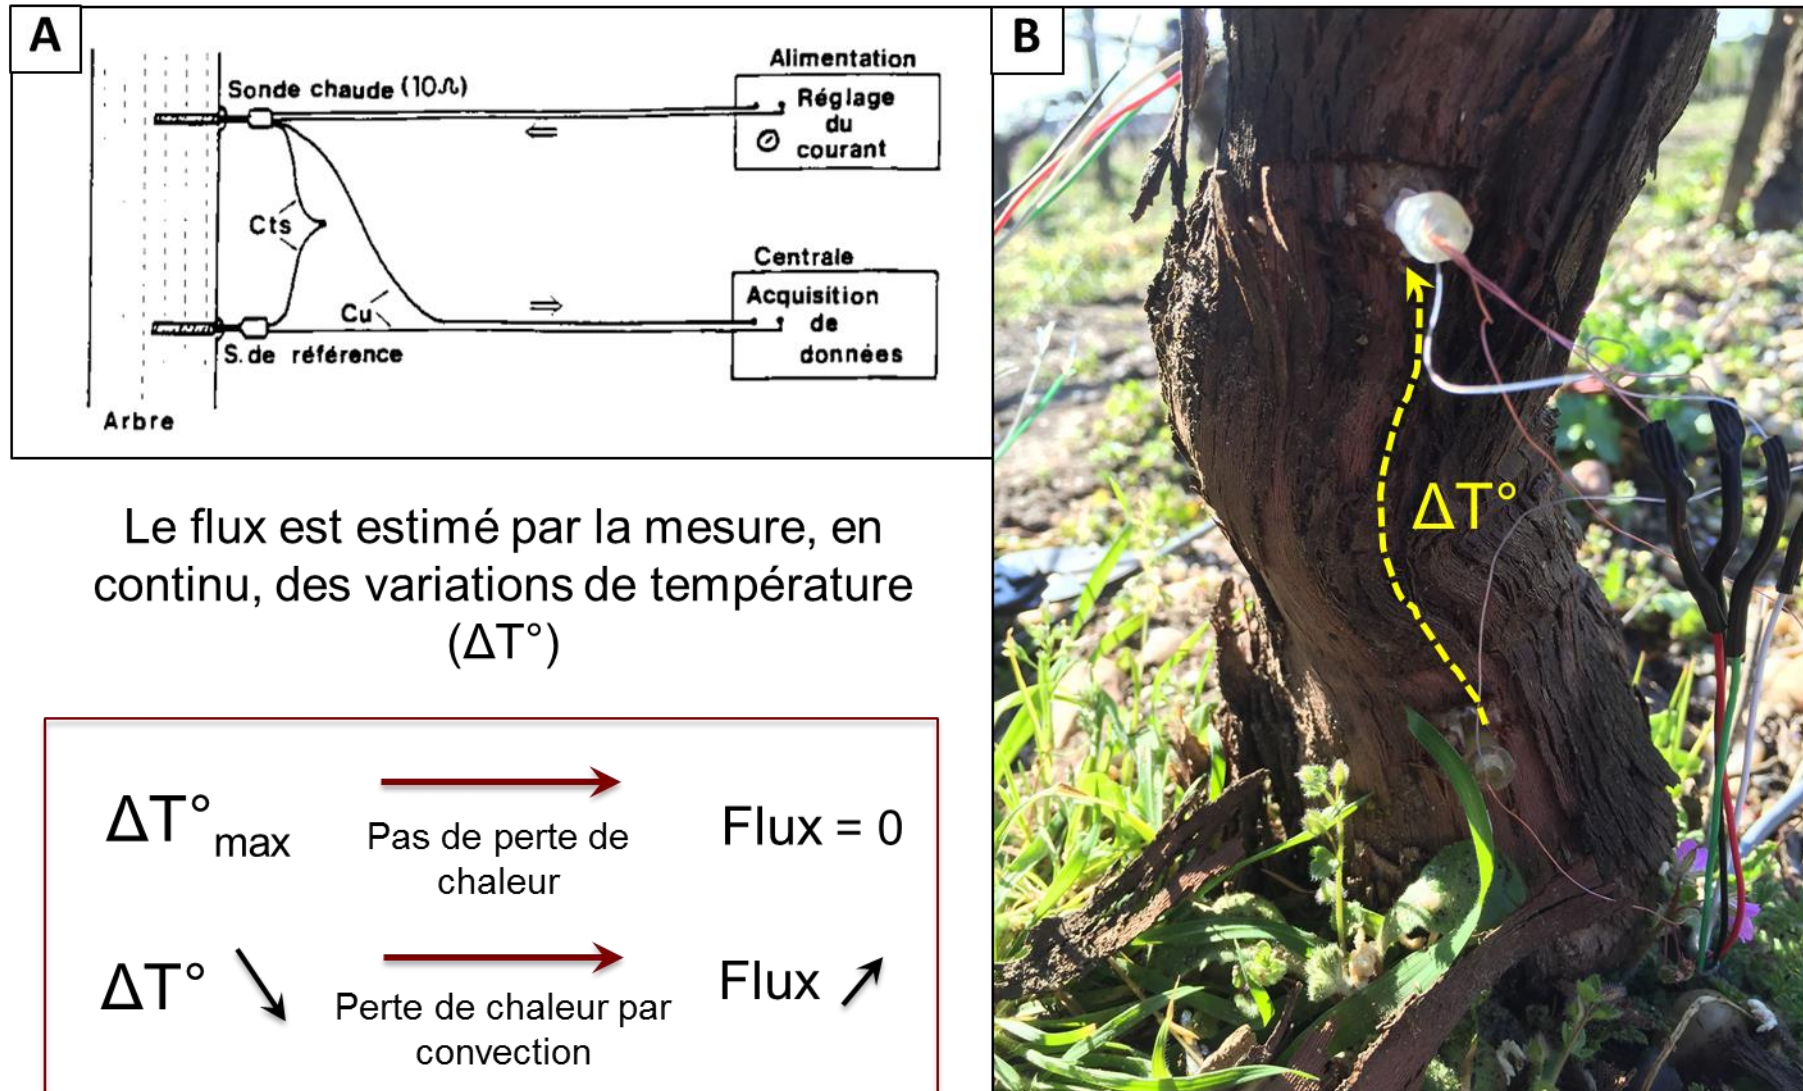 A
Sonde chaude (10Ω)
Alimentation
Réglage
du
courant
Cts
Cu
Centrale
Acquisition
de
données
S. de référence
Arbre
B
ΔT°
Le flux est estimé par la mesure, en
continu, des variations de température
(ΔT°)
ΔT°max
Pas de perte de
chaleur
Flux = 0
ΔT°
Perte de chaleur par
convection
Flux